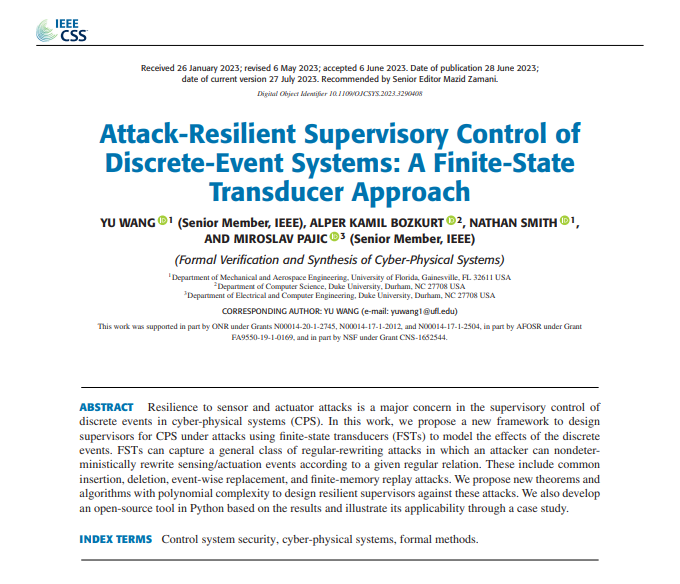 IEEE
CSS
Received 26 January 2023; revised 6 May 2023; accepted 6 June 2023. Date of publication 28 June 2023;
date of current version 27 July 2023. Recommended by Senior Editor Mazid Zamani.
Digital Object Identifier 10.1109/OJCSYS.2023.3290408
Attack-Resilient Supervisory Control of
Discrete-Event Systems: A Finite-State
Transducer Approach
YU WANG iD 1 (Senior Member, IEEE), ALPER KAMIL BOZKURT iD 2, NATHAN SMITH iD 1,
AND MIROSLAV PAJIC iD 3 (Senior Member, IEEE)
(Formal Verification and Synthesis of Cyber-Physical Systems)
1Department of Mechanical and Aerospace Engineering, University of Florida, Gainesville, FL 32611 USA
2Department of Computer Science, Duke University, Durham, NC 27708 USA
3Department of Electrical and Computer Engineering, Duke University, Durham, NC 27708 USA
CORRESPONDING AUTHOR: YU WANG (e-mail: yuwang1@ufl.edu)
This work was supported in part by ONR under Grants N00014-20-1-2745, N00014-17-1-2012, and N00014-17-1-2504, in part by AFOSR under Grant
FA9550-19-1-0169, and in part by NSF under Grant CNS-1652544.
ABSTRACT Resilience to sensor and actuator attacks is a major concern in the supervisory control of
discrete events in cyber-physical systems (CPS). In this work, we propose a new framework to design
supervisors for CPS under attacks using finite-state transducers (FSTs) to model the effects of the discrete
events. FSTs can capture a general class of regular-rewriting attacks in which an attacker can nondeter-
ministically rewrite sensing/actuation events according to a given regular relation. These include common
insertion, deletion, event-wise replacement, and finite-memory replay attacks. We propose new theorems and
algorithms with polynomial complexity to design resilient supervisors against these attacks. We also develop
an open-source tool in Python based on the results and illustrate its applicability through a case study.
INDEX TERMS Control system security, cyber-physical systems, formal methods.